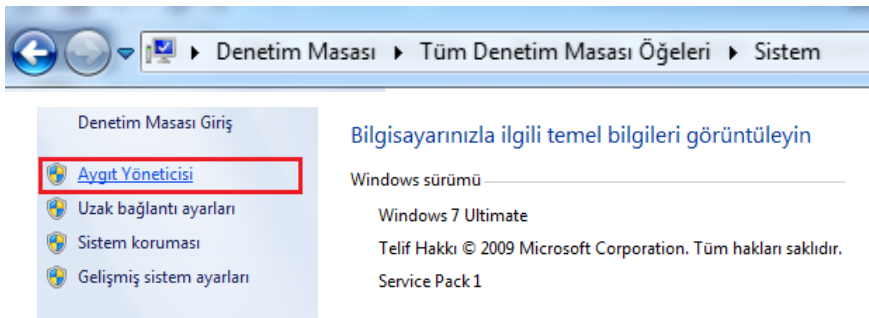 Denetim Masası ▸ Tüm Denetim Masası Öğeleri ▸ Sistem
Denetim Masası Giriş
Aygıt Yöneticisi
Uzak bağlantı ayarları
Sistem koruması
Gelişmiş sistem ayarları
Bilgisayarınızla ilgili temel bilgileri görüntüleyin
Windows sürümü
Windows 7 Ultimate
Telif Hakkı © 2009 Microsoft Corporation. Tüm hakları saklıdır.
Service Pack 1